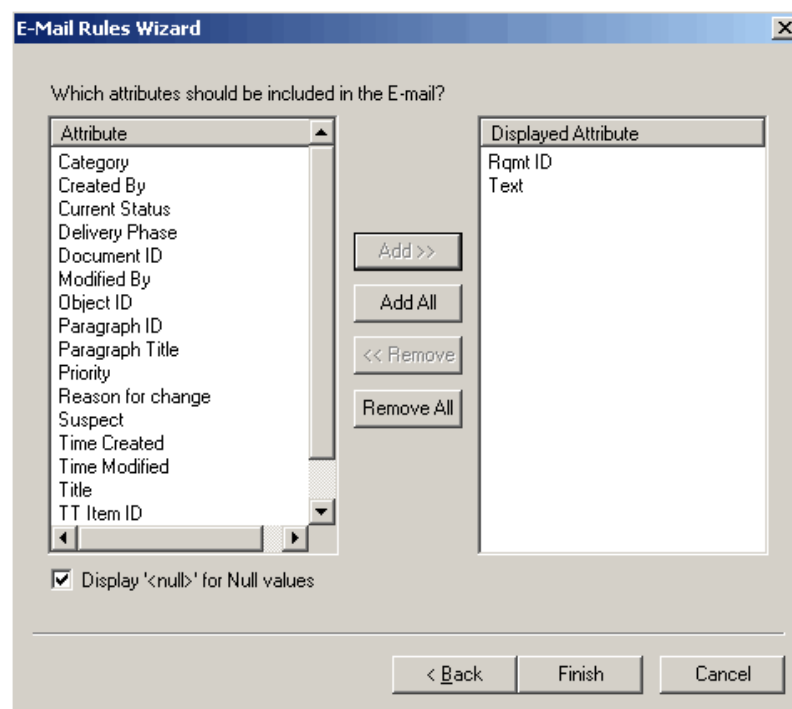 E-Mail Rules Wizard
Which attributes should be included in the E-mail?
Attribute
Category
Created By
Current Status
Delivery Phase
Document ID
Modified By
Object ID
Paragraph ID
Paragraph Title
Priority
Reason for change
Suspect
Time Created
Time Modified
Title
TT Item ID
Add >>
Add All
<< Remove
Remove All
Displayed Attribute
Rqmt ID
Text
Display '<null>' for Null values
< Back
Finish
Cancel